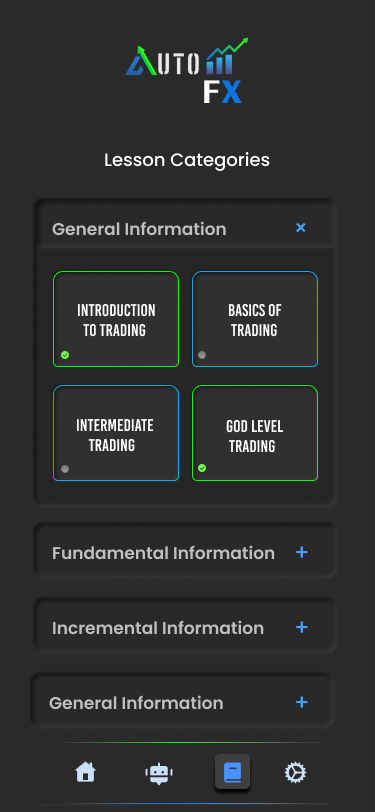 AUTO
FX
Lesson Categories
General Information
INTRODUCTION
TO TRADING
BASICS OF
TRADING
INTERMEDIATE
TRADING
GOD LEVEL
TRADING
Fundamental Information
Incremental Information
General Information